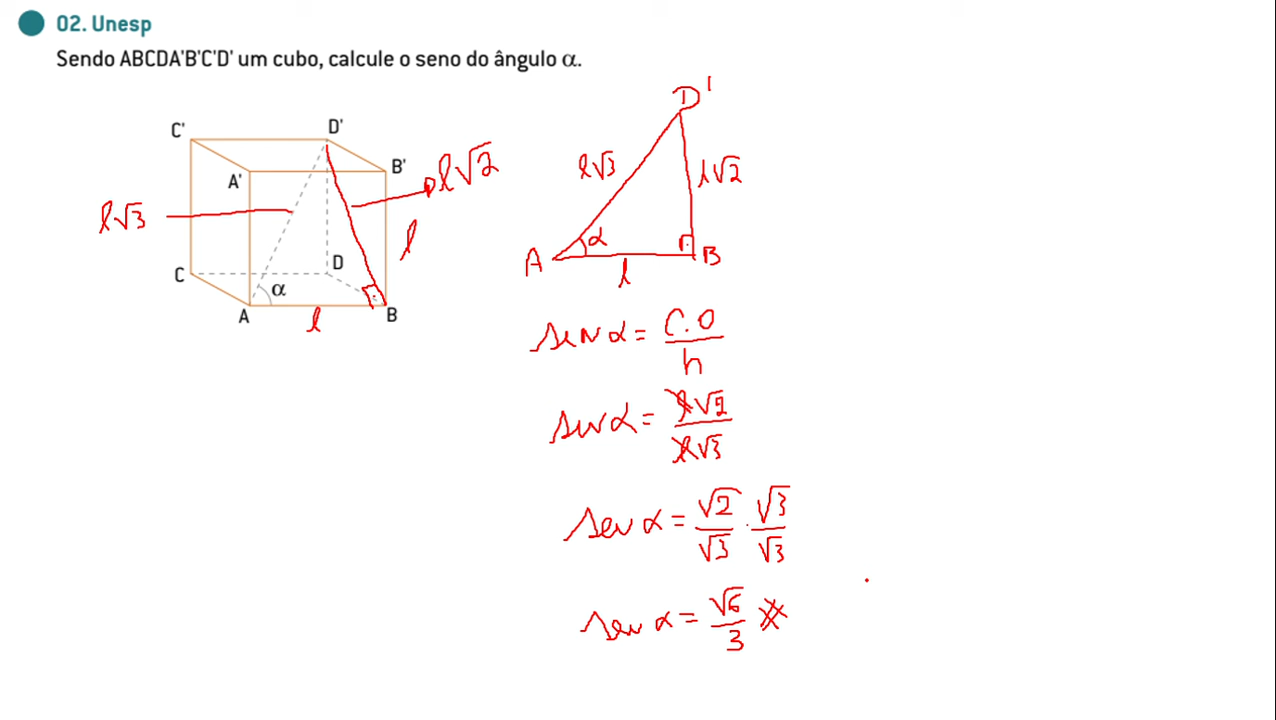 02. Unesp
Sendo ABCDA'B'C'D' um cubo, calcule o seno do ângulo α.
C' D' A' B' C D A B α
l√3 l√2 l l
D' l√3 l√2 A α B l
sen α = C.O / h
sen α = l√2 / l√3
sen α = √2/√3 · √3/√3
sen α = √6/3 #